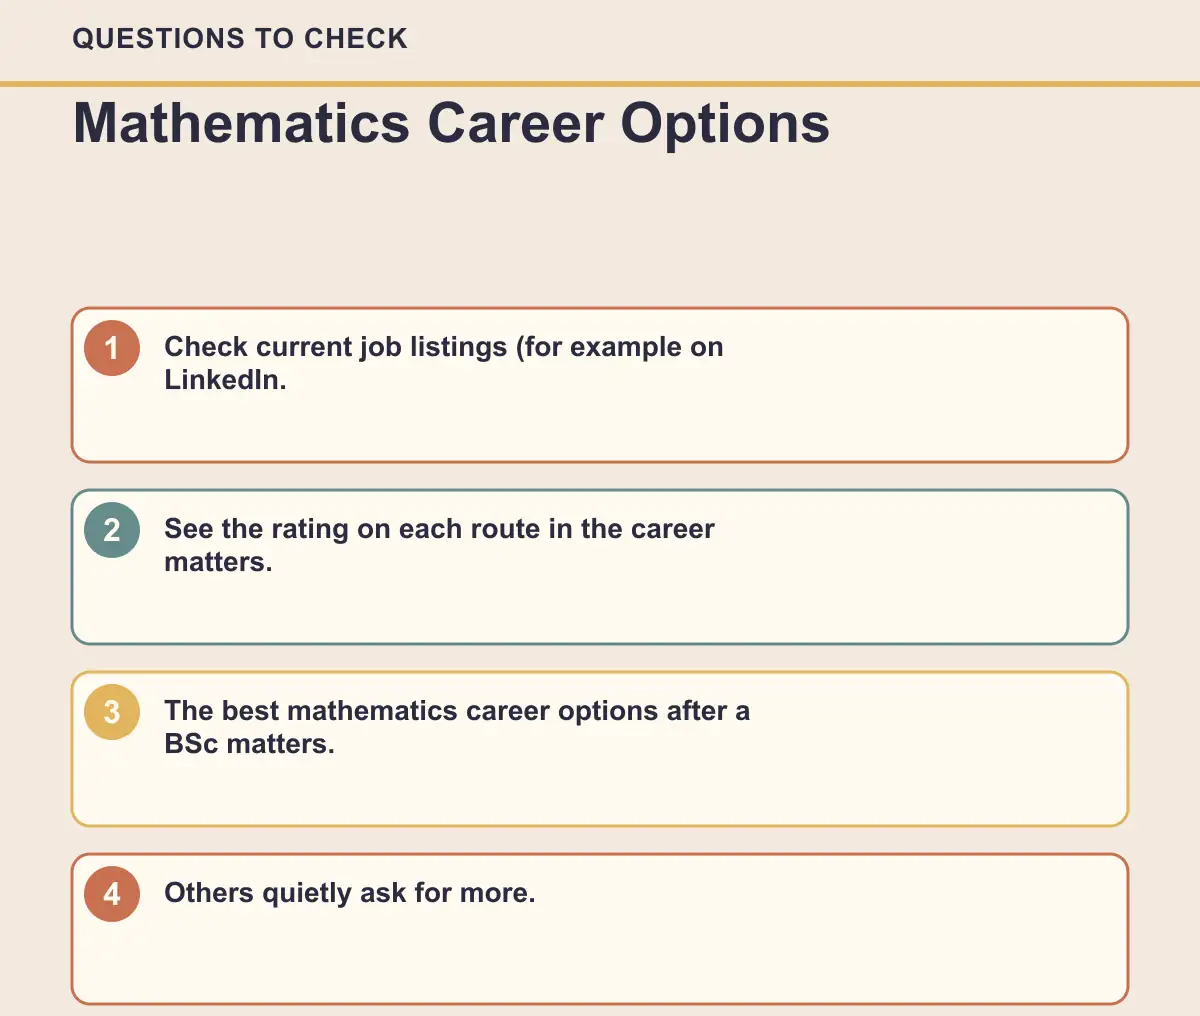 QUESTIONS TO CHECK
Mathematics Career Options
1
Check current job listings (for example on
LinkedIn.
2
See the rating on each route in the career
matters.
3
The best mathematics career options after a
BSc matters.
4
Others quietly ask for more.